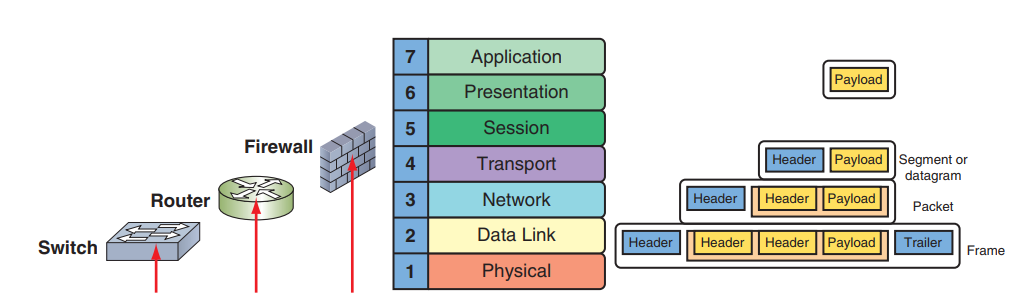 7 Application
6 Presentation
5 Session
4 Transport
3 Network
2 Data Link
1 Physical
Firewall
Router
Switch
Payload
Header Payload Segment or
datagram
Header Header Payload Packet
Header Header Header Payload Trailer Frame